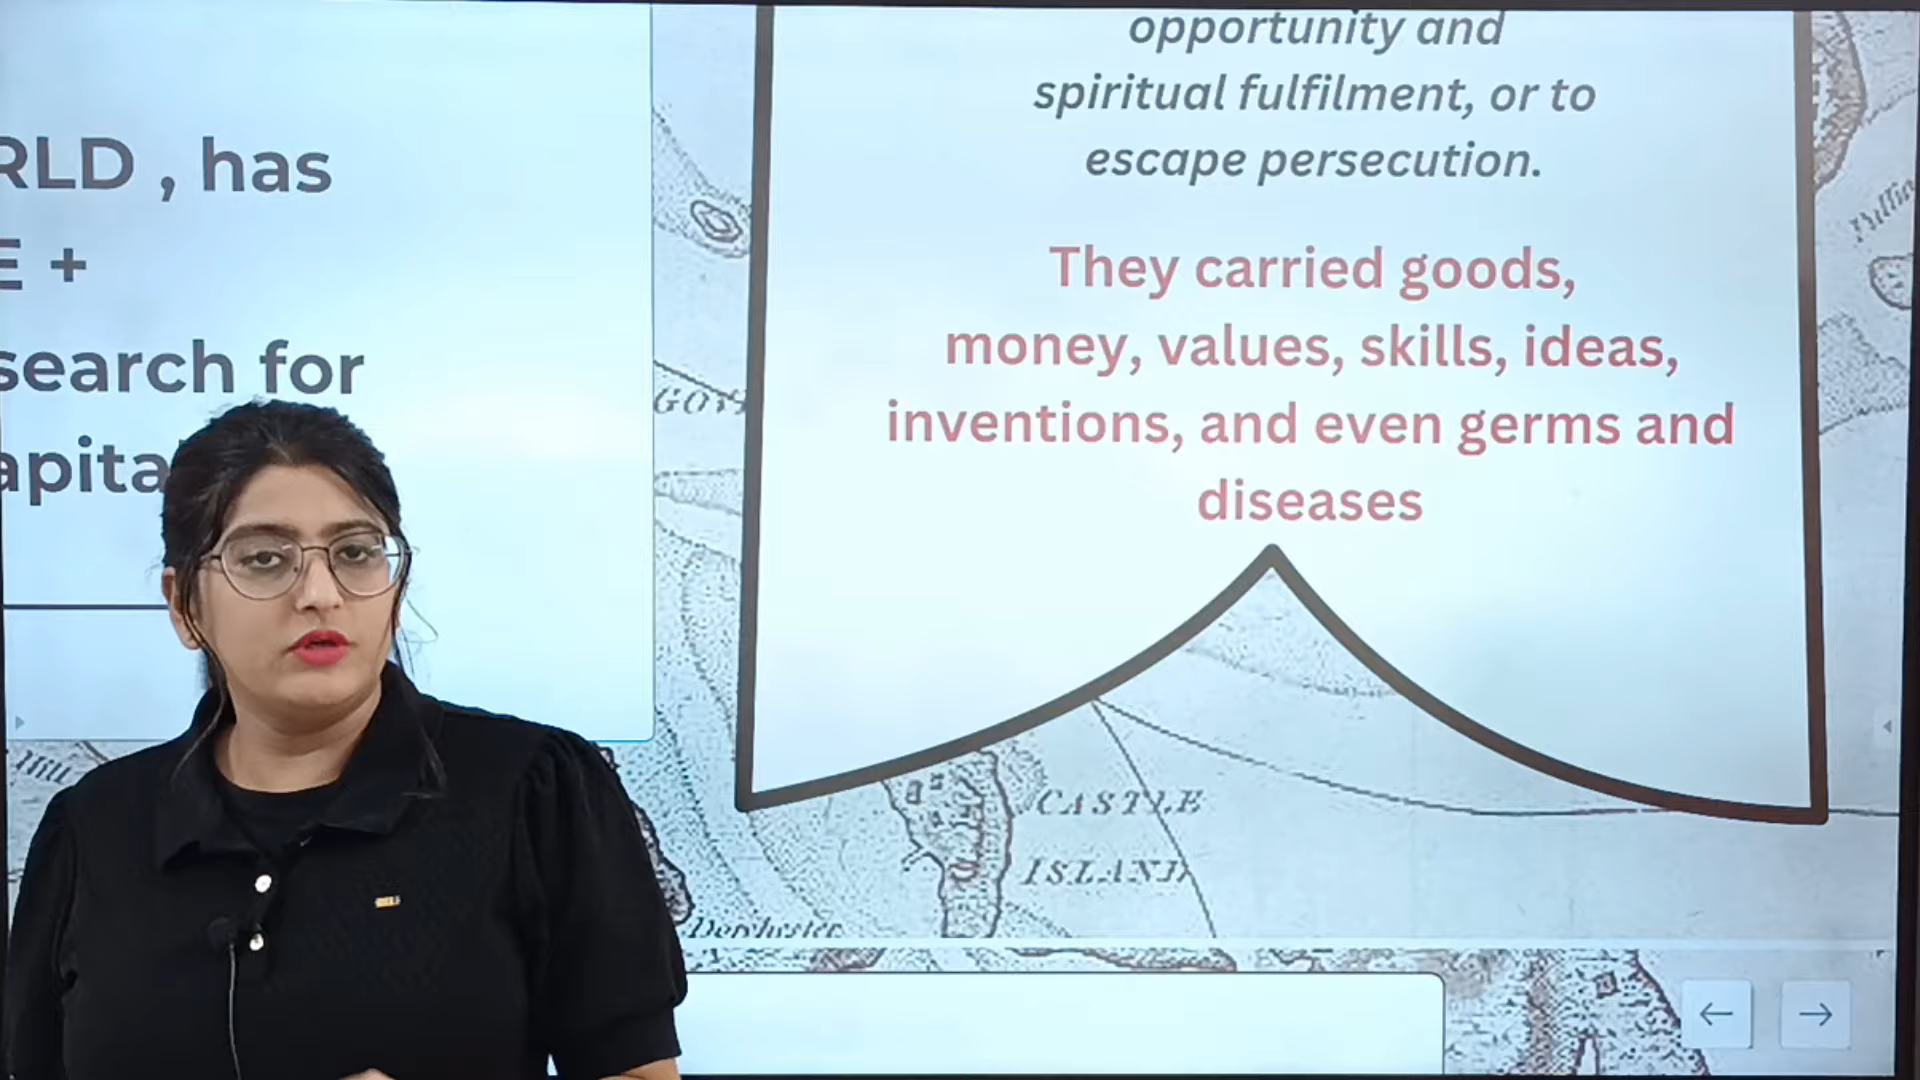 RLD , has
E +
search for
apita
opportunity and
spiritual fulfilment, or to
escape persecution.
They carried goods,
money, values, skills, ideas,
inventions, and even germs and
diseases
CASTLE
ISLAND
Dorchester